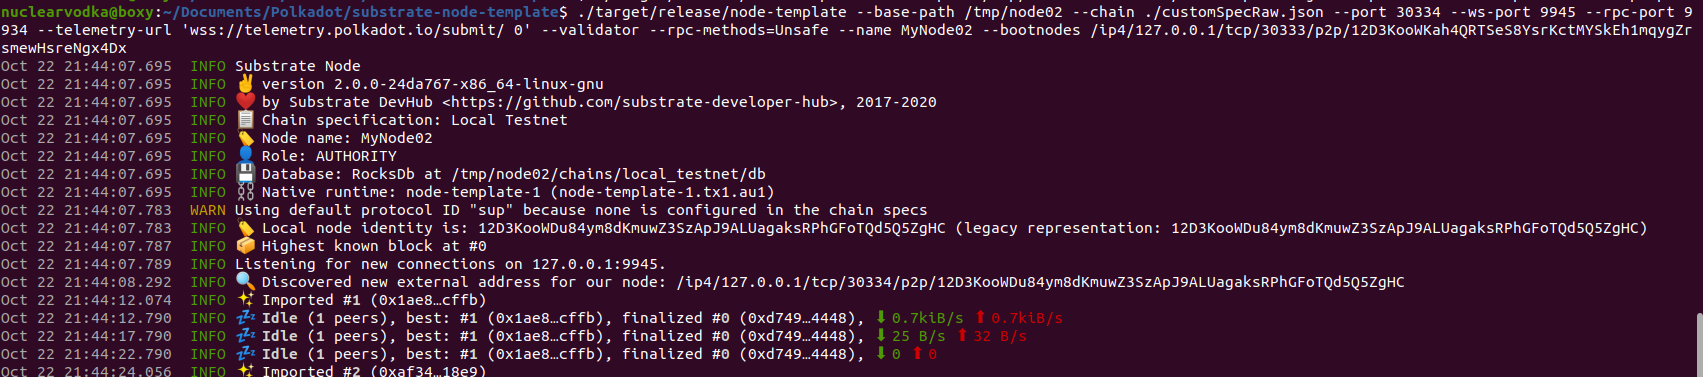 nuclearvodka@boxy:~/Documents/Polkadot/substrate-node-template$ ./target/release/node-template --base-path /tmp/node02 --chain ./customSpecRaw.json --port 30334 --ws-port 9945 --rpc-port 9
934 --telemetry-url 'wss://telemetry.polkadot.io/submit/ 0' --validator --rpc-methods=Unsafe --name MyNode02 --bootnodes /ip4/127.0.0.1/tcp/30333/p2p/12D3KooWKah4QRTSeS8YsrKctMYSkEh1mqygZr
smewHsreNgx4Dx
Oct 22 21:44:07.695  INFO Substrate Node
Oct 22 21:44:07.695  INFO ✌️ version 2.0.0-24da767-x86_64-linux-gnu
Oct 22 21:44:07.695  INFO ❤️ by Substrate DevHub <https://github.com/substrate-developer-hub>, 2017-2020
Oct 22 21:44:07.695  INFO 📋 Chain specification: Local Testnet
Oct 22 21:44:07.695  INFO 🏷 Node name: MyNode02
Oct 22 21:44:07.695  INFO 👤 Role: AUTHORITY
Oct 22 21:44:07.695  INFO 💾 Database: RocksDb at /tmp/node02/chains/local_testnet/db
Oct 22 21:44:07.695  INFO ⛓ Native runtime: node-template-1 (node-template-1.tx1.au1)
Oct 22 21:44:07.783  WARN Using default protocol ID "sup" because none is configured in the chain specs
Oct 22 21:44:07.783  INFO 🏷 Local node identity is: 12D3KooWDu84ym8dKmuwZ3SzApJ9ALUagaksRPhGFoTQd5Q5ZgHC (legacy representation: 12D3KooWDu84ym8dKmuwZ3SzApJ9ALUagaksRPhGFoTQd5Q5ZgHC)
Oct 22 21:44:07.787  INFO 📦 Highest known block at #0
Oct 22 21:44:07.789  INFO Listening for new connections on 127.0.0.1:9945.
Oct 22 21:44:08.292  INFO 🔍 Discovered new external address for our node: /ip4/127.0.0.1/tcp/30334/p2p/12D3KooWDu84ym8dKmuwZ3SzApJ9ALUagaksRPhGFoTQd5Q5ZgHC
Oct 22 21:44:12.074  INFO ✨ Imported #1 (0x1ae8…cffb)
Oct 22 21:44:12.790  INFO 💤 Idle (1 peers), best: #1 (0x1ae8…cffb), finalized #0 (0xd749…4448), ⬇ 0.7kiB/s ⬆ 0.7kiB/s
Oct 22 21:44:17.790  INFO 💤 Idle (1 peers), best: #1 (0x1ae8…cffb), finalized #0 (0xd749…4448), ⬇ 25 B/s ⬆ 32 B/s
Oct 22 21:44:22.790  INFO 💤 Idle (1 peers), best: #1 (0x1ae8…cffb), finalized #0 (0xd749…4448), ⬇ 0 ⬆ 0
Oct 22 21:44:24.056  INFO ✨ Imported #2 (0xaf34…18e9)